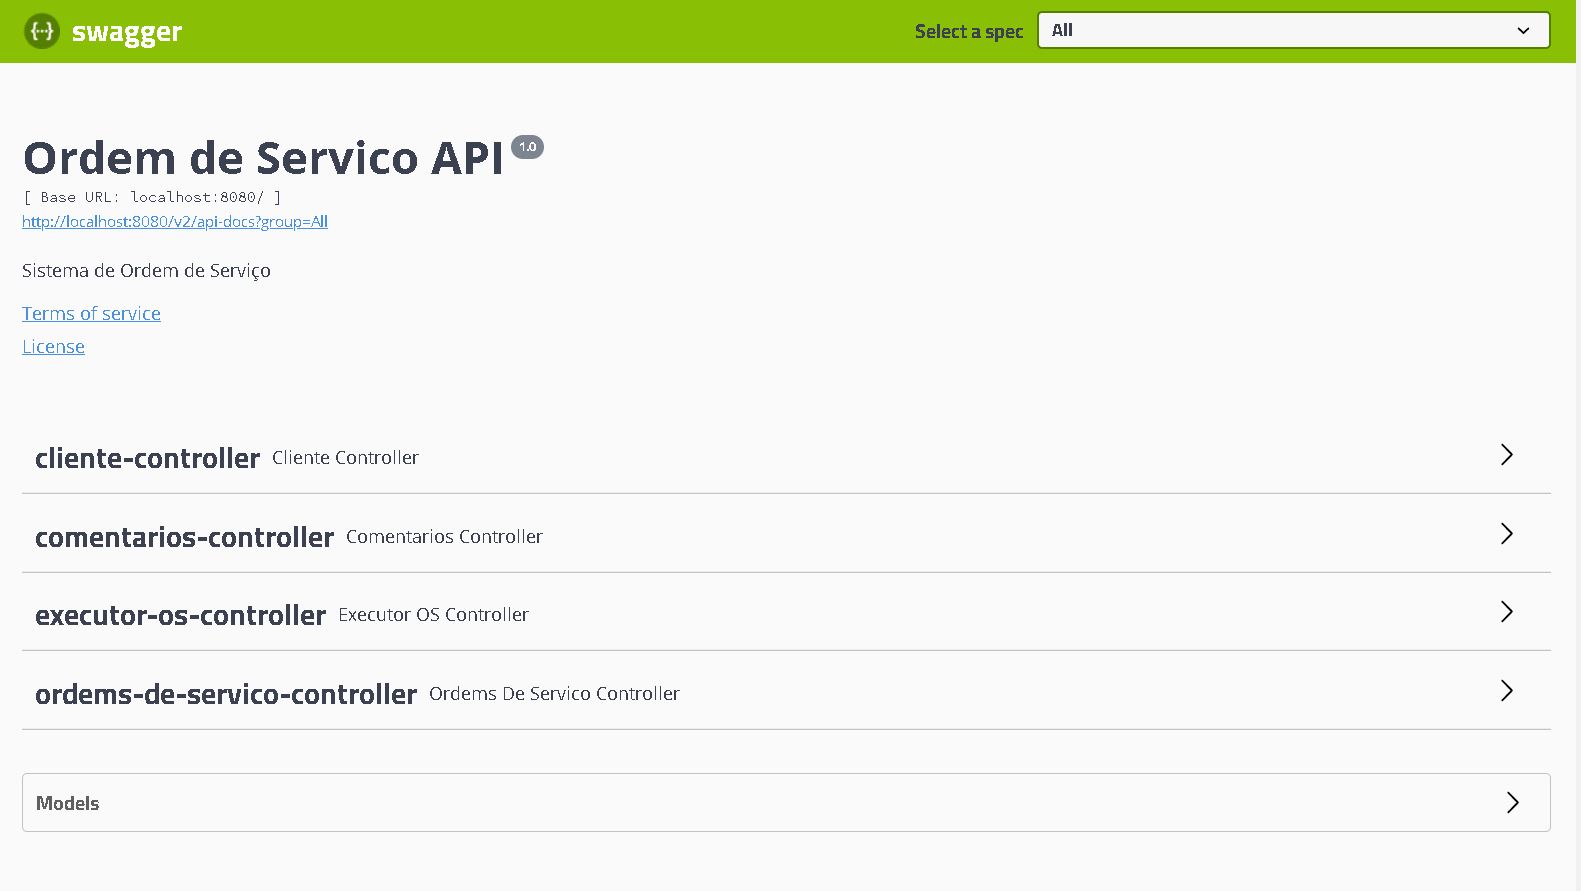 {···} swagger
Select a spec All
Ordem de Servico API 1.0
[ Base URL: localhost:8080/ ]
http://localhost:8080/v2/api-docs?group=All
Sistema de Ordem de Serviço
Terms of service
License
cliente-controller Cliente Controller
comentarios-controller Comentarios Controller
executor-os-controller Executor OS Controller
ordems-de-servico-controller Ordems De Servico Controller
Models